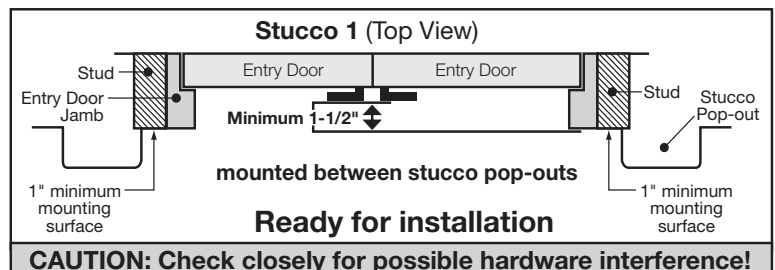 Stucco 1 (Top View)
Stud
Entry Door
Entry Door
Entry Door
Jamb
Stud
Stucco
Pop-out
Minimum 1-1/2"
mounted between stucco pop-outs
1" minimum
mounting
surface
1" minimum
mounting
surface
Ready for installation
CAUTION: Check closely for possible hardware interference!